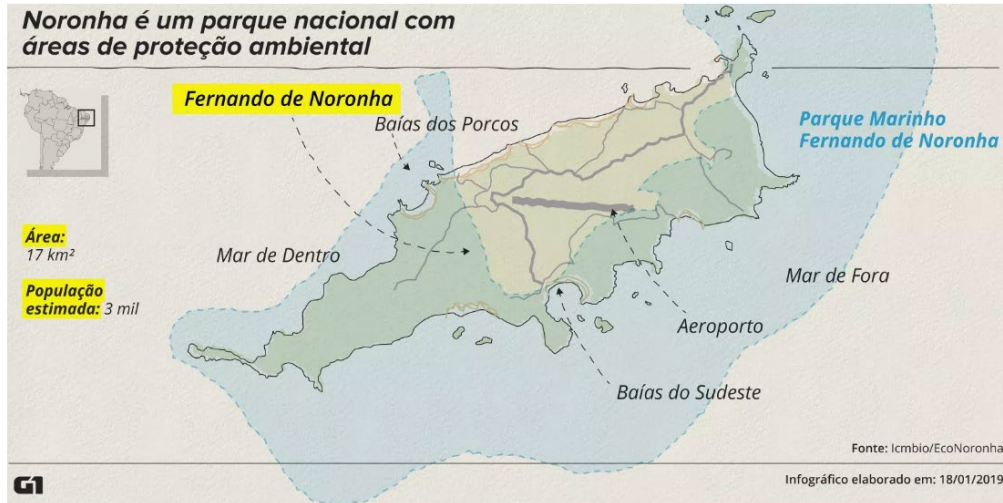 Noronha é um parque nacional com
áreas de proteção ambiental
Fernando de Noronha
Baías dos Porcos
Parque Marinho
Fernando de Noronha
Área:
17 km²
Mar de Dentro
População
estimada: 3 mil
Mar de Fora
Aeroporto
Baías do Sudeste
Fonte: Icmbio/EcoNoronha
G1
Infográfico elaborado em: 18/01/2019